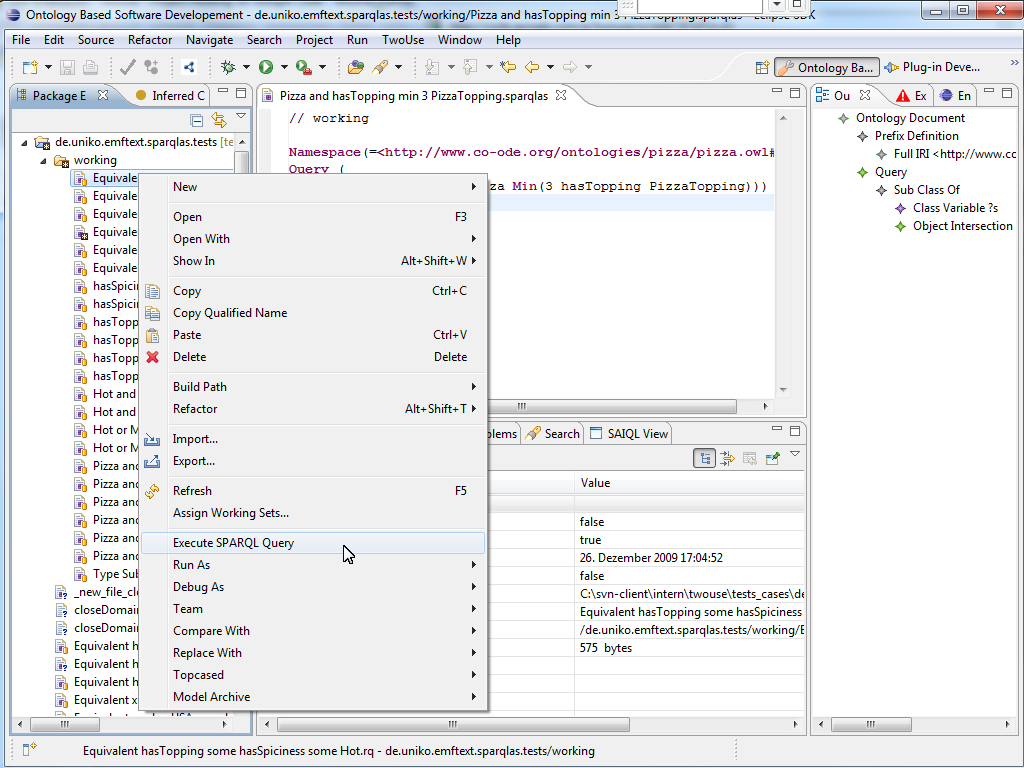 Ontology Based Software Developement - de.uniko.emftext.sparqlas.tests/working/Pizza and hasTopping min 3 PizzaTopping.sparqlas - Eclipse SDK
File Edit Source Refactor Navigate Search Project Run TwoUse Window Help
Ontology Ba... Plug-in Deve...
Package E Inferred C
de.uniko.emftext.sparqlas.tests [te
working
Equivale
Equivale
Equivale
Equivale
Equivale
Equivale
hasSpicin
hasSpicin
hasTopp
hasTopp
hasTopp
hasTopp
Hot and
Hot and
Hot or M
Hot or M
Pizza and
Pizza and
Pizza and
Pizza and
Pizza and
Pizza and
Type Sub
_new_file_clo
closeDomain
closeDomain
Equivalent h
Equivalent h
Equivalent h
Equivalent x
Pizza and hasTopping min 3 PizzaTopping.sparqlas
// working
Namespace(=<http://www.co-ode.org/ontologies/pizza/pizza.owl#
Query (
za Min(3 hasTopping PizzaTopping)))
New
Open F3
Open With
Show In Alt+Shift+W
Copy Ctrl+C
Copy Qualified Name
Paste Ctrl+V
Delete Delete
Build Path
Refactor Alt+Shift+T
Import...
Export...
Refresh F5
Assign Working Sets...
Execute SPARQL Query
Run As
Debug As
Team
Compare With
Replace With
Topcased
Model Archive
blems Search SAIQL View
Value
false
true
26. Dezember 2009 17:04:52
false
C:\svn-client\intern\twouse\tests_cases\de
Equivalent hasTopping some hasSpiciness
/de.uniko.emftext.sparqlas.tests/working/E
575 bytes
Ou Ex En
Ontology Document
Prefix Definition
Full IRI <http://www.cc
Query
Sub Class Of
Class Variable ?s
Object Intersection
Equivalent hasTopping some hasSpiciness some Hot.rq - de.uniko.emftext.sparqlas.tests/working